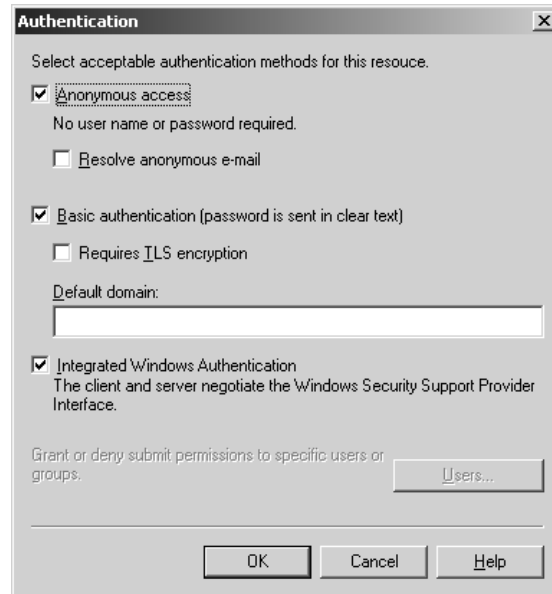 Authentication
Select acceptable authentication methods for this resouce.
Anonymous access
No user name or password required.
Resolve anonymous e-mail
Basic authentication (password is sent in clear text)
Requires TLS encryption
Default domain:
Integrated Windows Authentication
The client and server negotiate the Windows Security Support Provider
Interface.
Grant or deny submit permissions to specific users or
groups.
Users...
OK Cancel Help